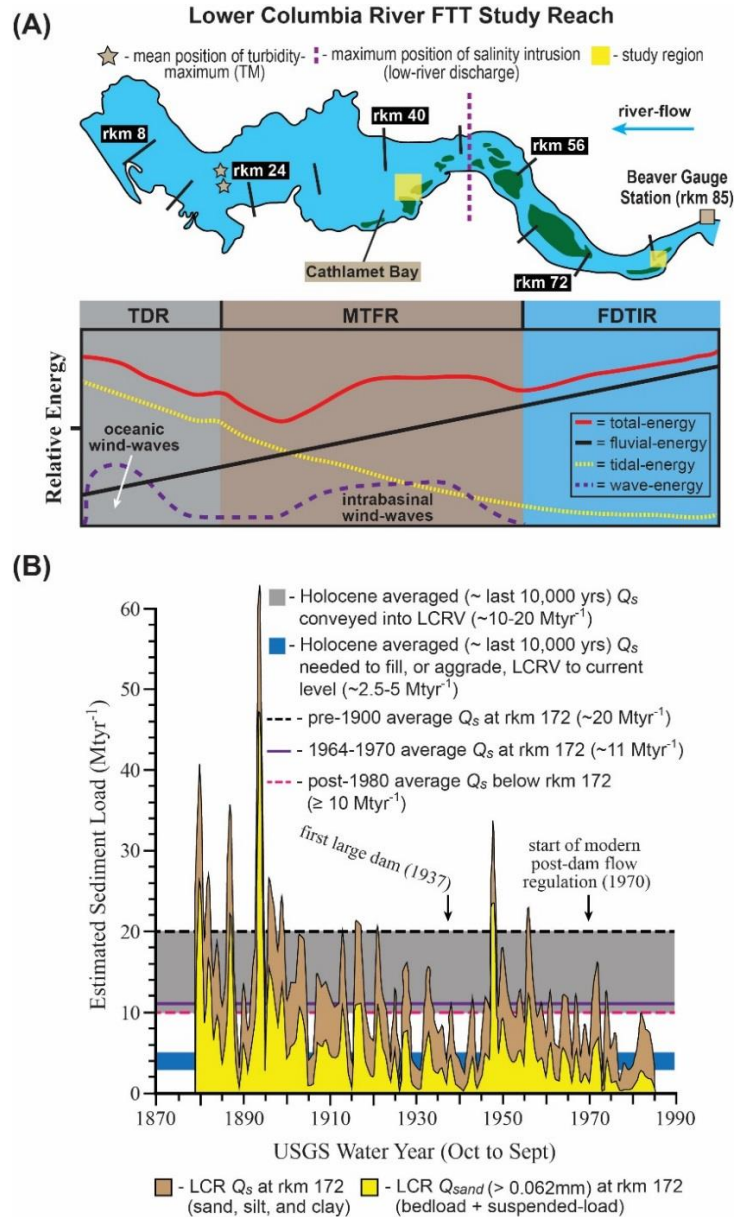 (A)
Lower Columbia River FTT Study Reach
- mean position of turbidity-
maximum (TM)
- maximum position of salinity intrusion
(low-river discharge)
- study region
rkm 8
rkm 24
rkm 40
rkm 56
rkm 72
river-flow
Beaver Gauge
Station (rkm 85)
Cathlamet Bay
TDR
MTFR
FDTIR
Relative Energy
oceanic
wind-waves
intrabasinal
wind-waves
= total-energy
= fluvial-energy
= tidal-energy
= wave-energy
(B)
- Holocene averaged (~ last 10,000 yrs) Qs
conveyed into LCRV (~10-20 Mtyr⁻¹)
- Holocene averaged (~ last 10,000 yrs) Qs
needed to fill, or aggrade, LCRV to current
level (~2.5-5 Mtyr⁻¹)
- pre-1900 average Qs at rkm 172 (~20 Mtyr⁻¹)
- 1964-1970 average Qs at rkm 172 (~11 Mtyr⁻¹)
- post-1980 average Qs below rkm 172
(≥ 10 Mtyr⁻¹)
first large dam (1937)
start of modern
post-dam flow
regulation (1970)
Estimated Sediment Load (Mtyr⁻¹)
60
50
40
30
20
10
0
1870
1890
1910
1930
1950
1970
1990
USGS Water Year (Oct to Sept)
- LCR Qs at rkm 172
(sand, silt, and clay)
- LCR Qsand (> 0.062mm) at rkm 172
(bedload + suspended-load)